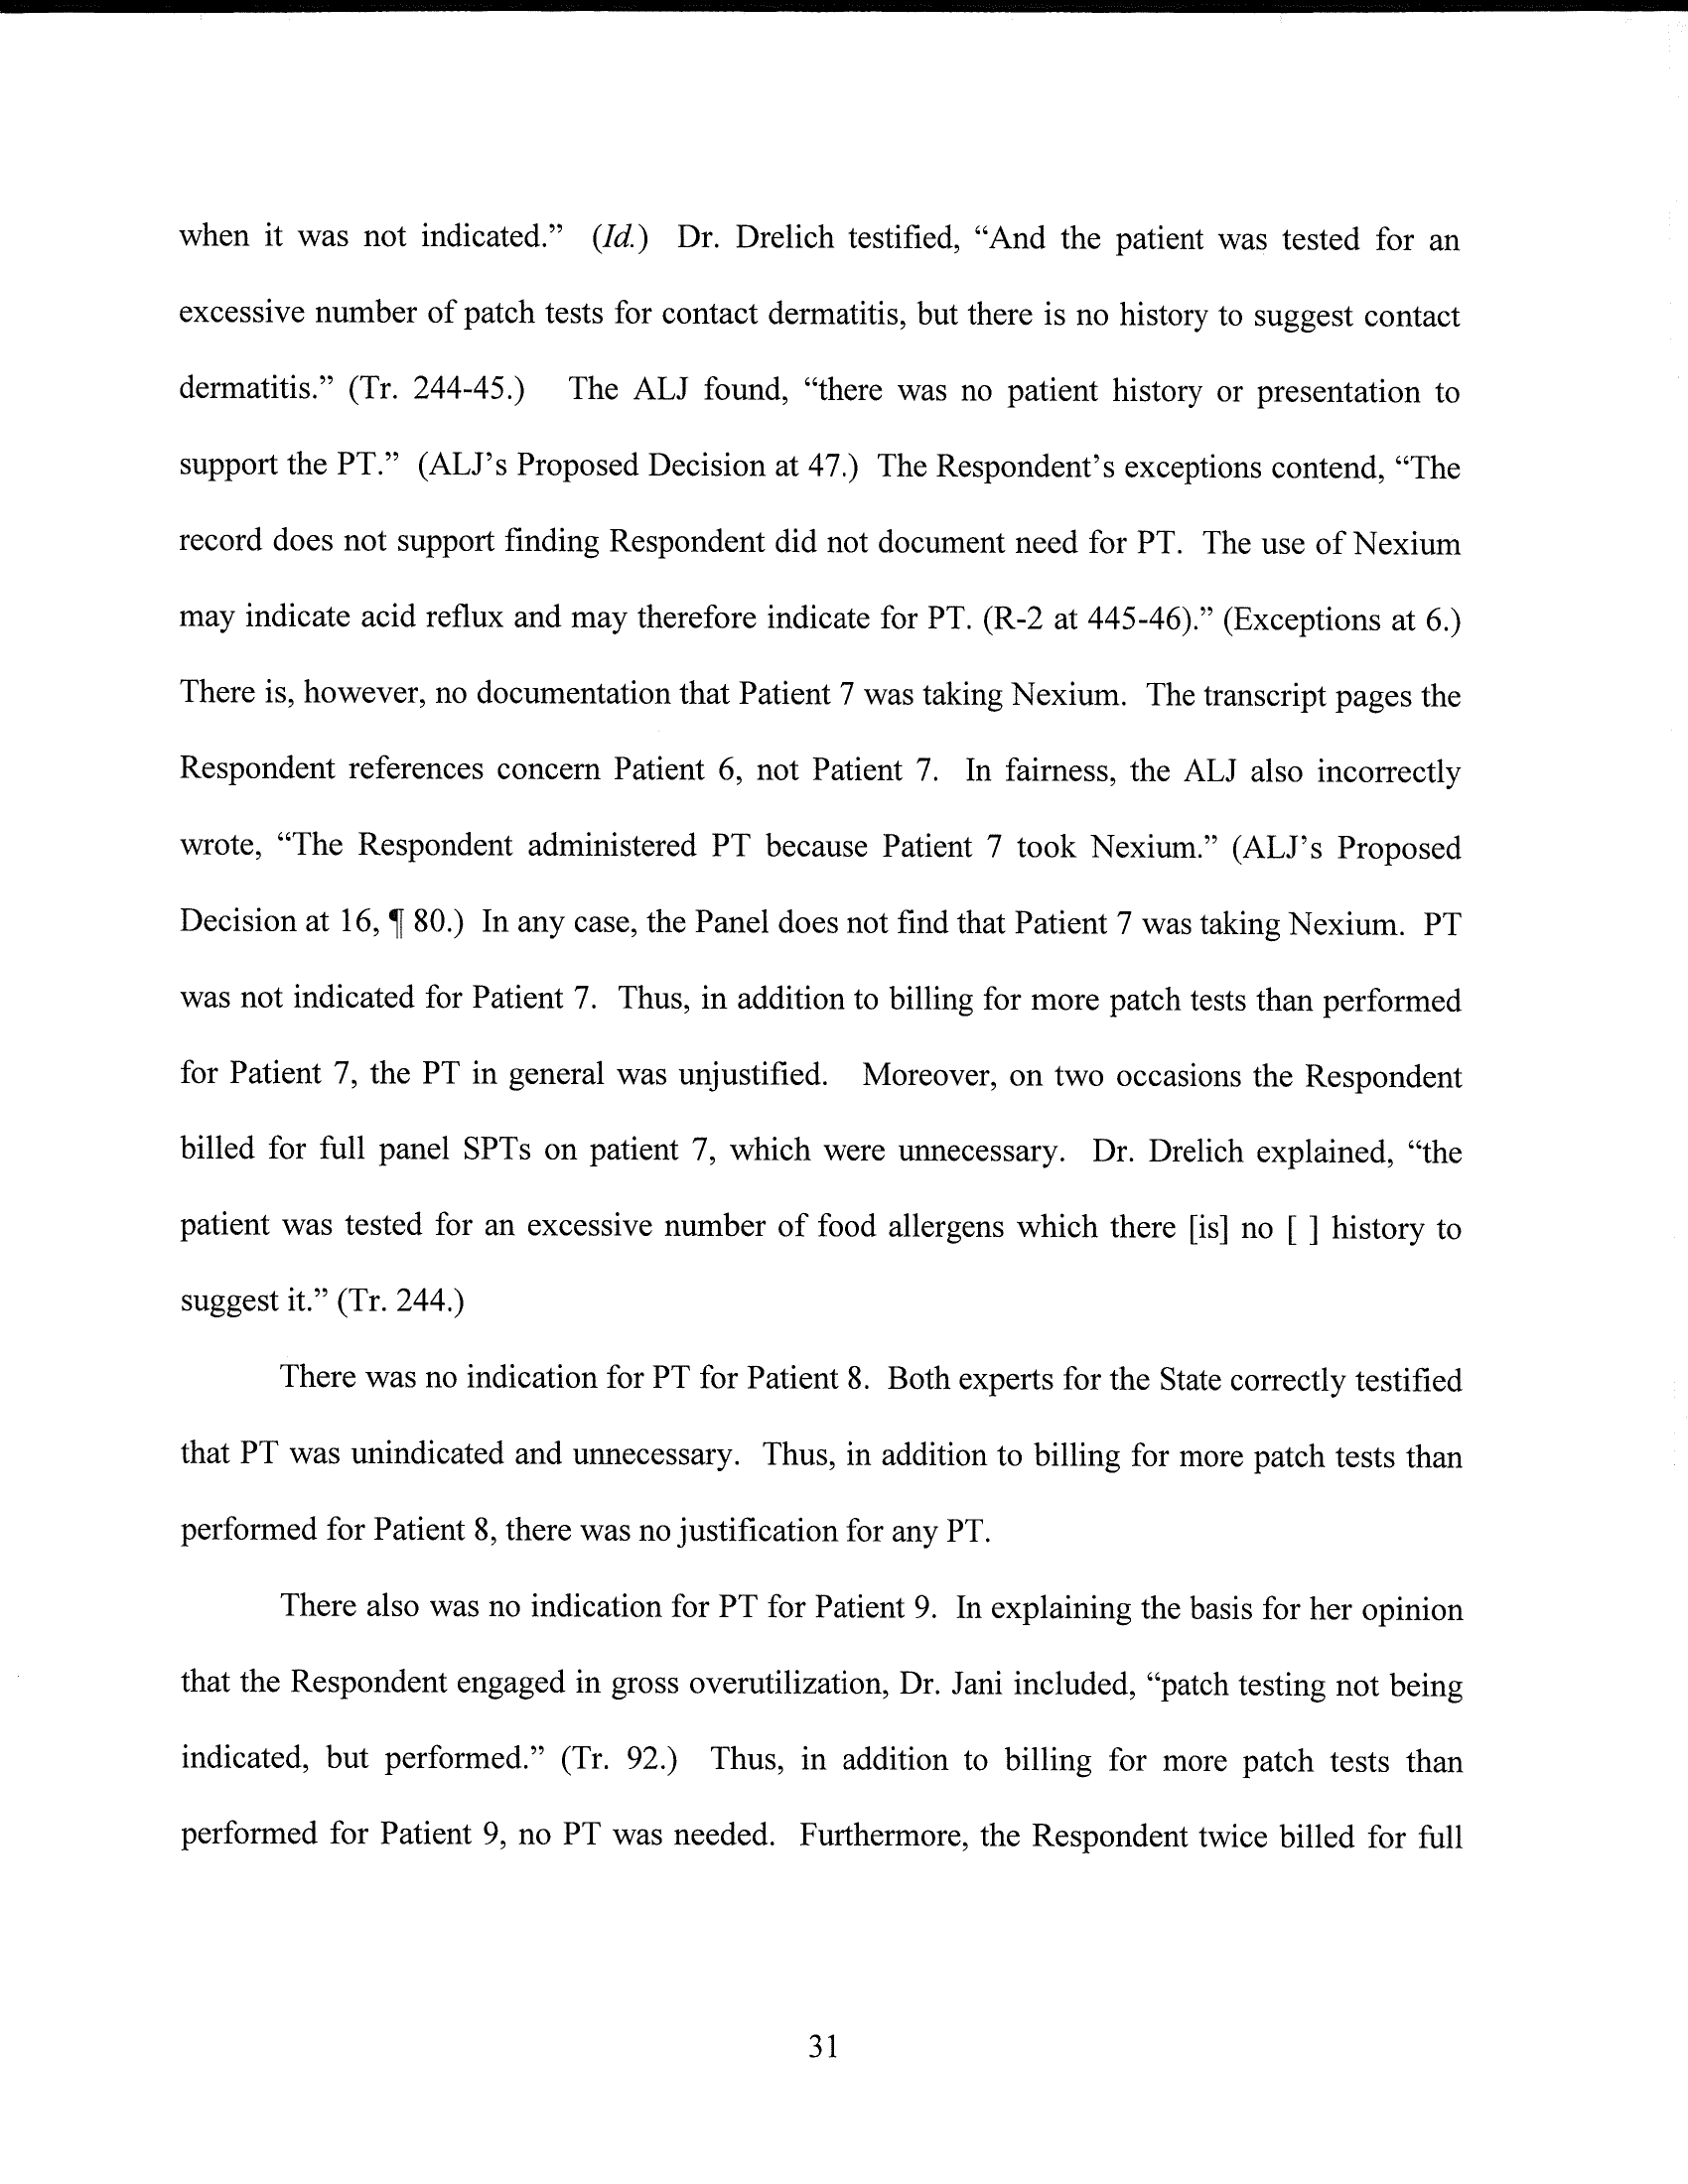 when it was not indicated.” (Id.) Dr. Drelich testified, “And the patient was tested for an
excessive number of patch tests for contact dermatitis, but there is no history to suggest contact
dermatitis.” (Tr. 244-45.) The ALJ found, “there was no patient history or presentation to
support the PT.” (ALJ’s Proposed Decision at 47.) The Respondent’s exceptions contend, “The
record does not support finding Respondent did not document need for PT. The use of Nexium
may indicate acid reflux and may therefore indicate for PT. (R-2 at 445-46).” (Exceptions at 6.)
There is, however, no documentation that Patient 7 was taking Nexium. The transcript pages the
Respondent references concern Patient 6, not Patient 7. In fairness, the ALJ also incorrectly
wrote, “The Respondent administered PT because Patient 7 took Nexium.” (ALJ’s Proposed
Decision at 16, ¶ 80.) In any case, the Panel does not find that Patient 7 was taking Nexium. PT
was not indicated for Patient 7. Thus, in addition to billing for more patch tests than performed
for Patient 7, the PT in general was unjustified. Moreover, on two occasions the Respondent
billed for full panel SPTs on patient 7, which were unnecessary. Dr. Drelich explained, “the
patient was tested for an excessive number of food allergens which there [is] no [ ] history to
suggest it.” (Tr. 244.)
There was no indication for PT for Patient 8. Both experts for the State correctly testified
that PT was unindicated and unnecessary. Thus, in addition to billing for more patch tests than
performed for Patient 8, there was no justification for any PT.
There also was no indication for PT for Patient 9. In explaining the basis for her opinion
that the Respondent engaged in gross overutilization, Dr. Jani included, “patch testing not being
indicated, but performed.” (Tr. 92.) Thus, in addition to billing for more patch tests than
performed for Patient 9, no PT was needed. Furthermore, the Respondent twice billed for full
31